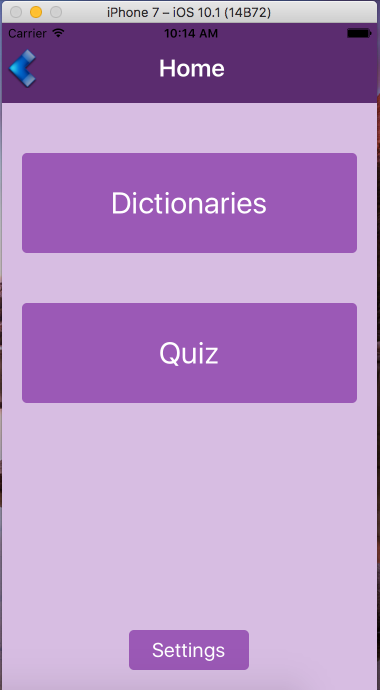 iPhone 7 – iOS 10.1 (14B72)
Carrier 10:14 AM
Home
Dictionaries
Quiz
Settings